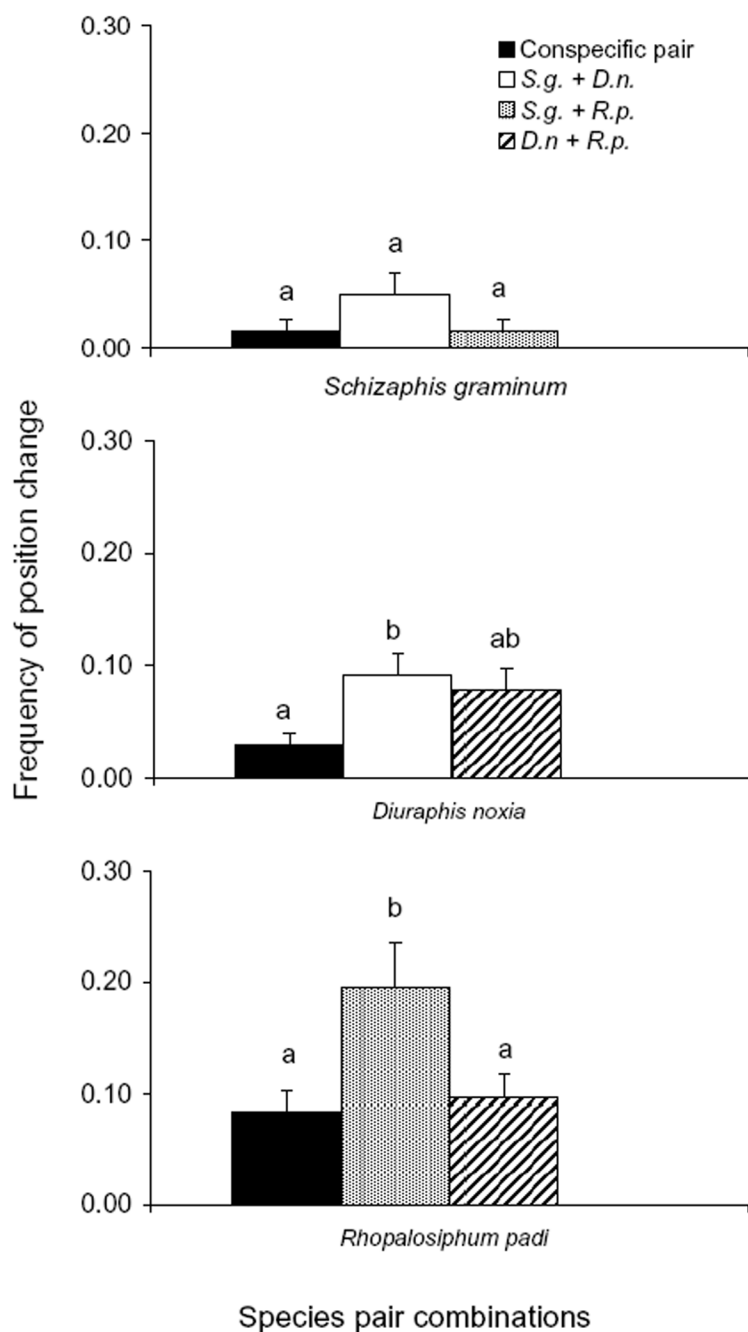 0.30
Conspecific pair
S.g. + D.n.
S.g. + R.p.
D.n + R.p.
0.20
0.10
0.00
a
a
a
Schizaphis graminum
Frequency of position change
0.30
0.20
0.10
0.00
a
b
ab
Diuraphis noxia
0.30
0.20
0.10
0.00
a
b
a
Rhopalosiphum padi
Species pair combinations